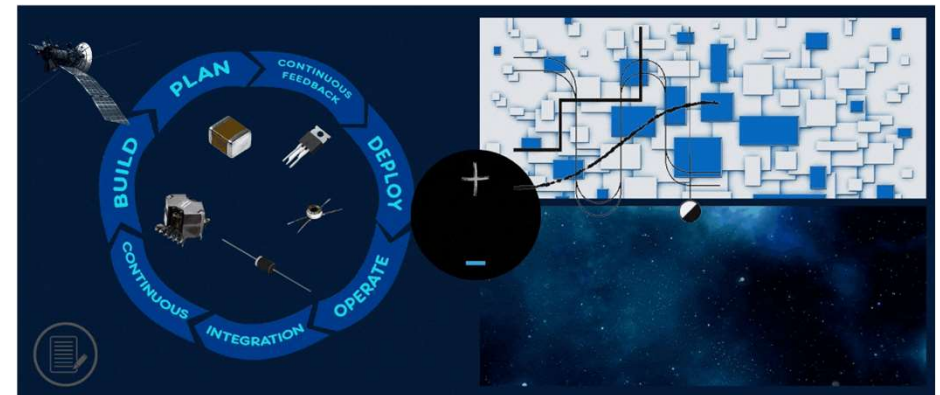 PLAN
CONTINUOUS
FEEDBACK
DEPLOY
OPERATE
INTEGRATION
CONTINUOUS
BUILD
+
-